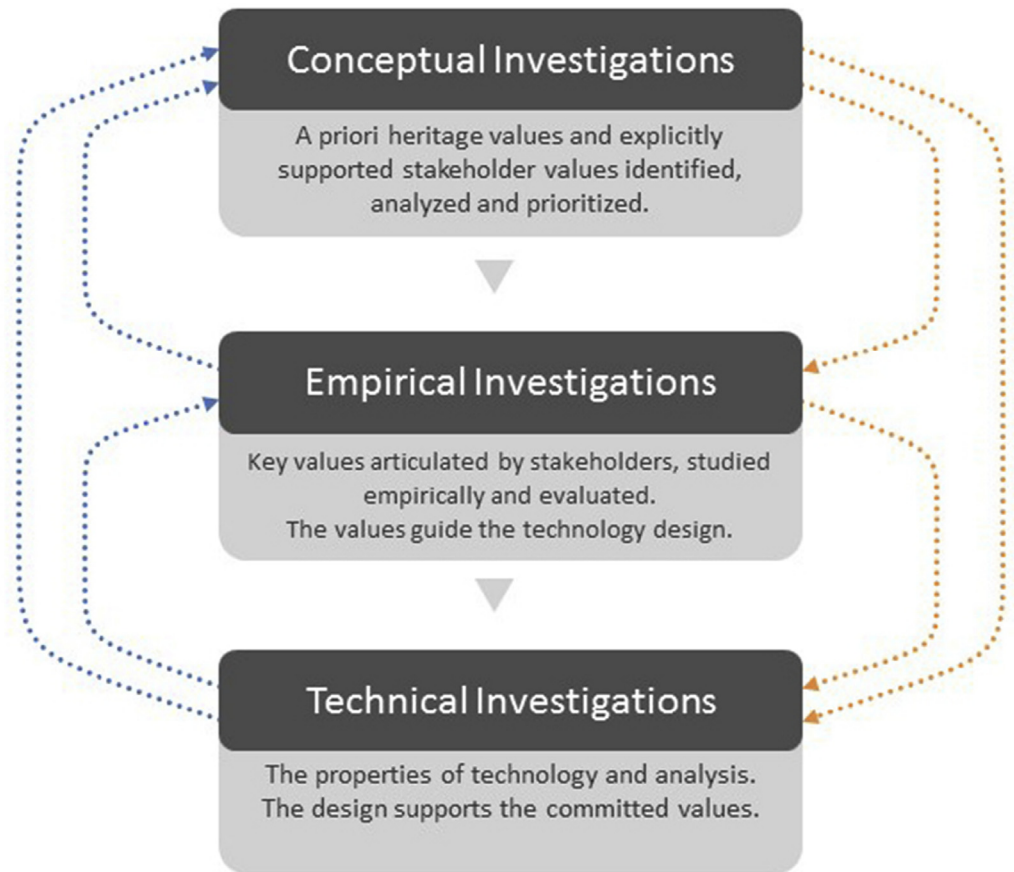 Conceptual Investigations
A priori heritage values and explicitly
supported stakeholder values identified,
analyzed and prioritized.
Empirical Investigations
Key values articulated by stakeholders, studied
empirically and evaluated.
The values guide the technology design.
Technical Investigations
The properties of technology and analysis.
The design supports the committed values.